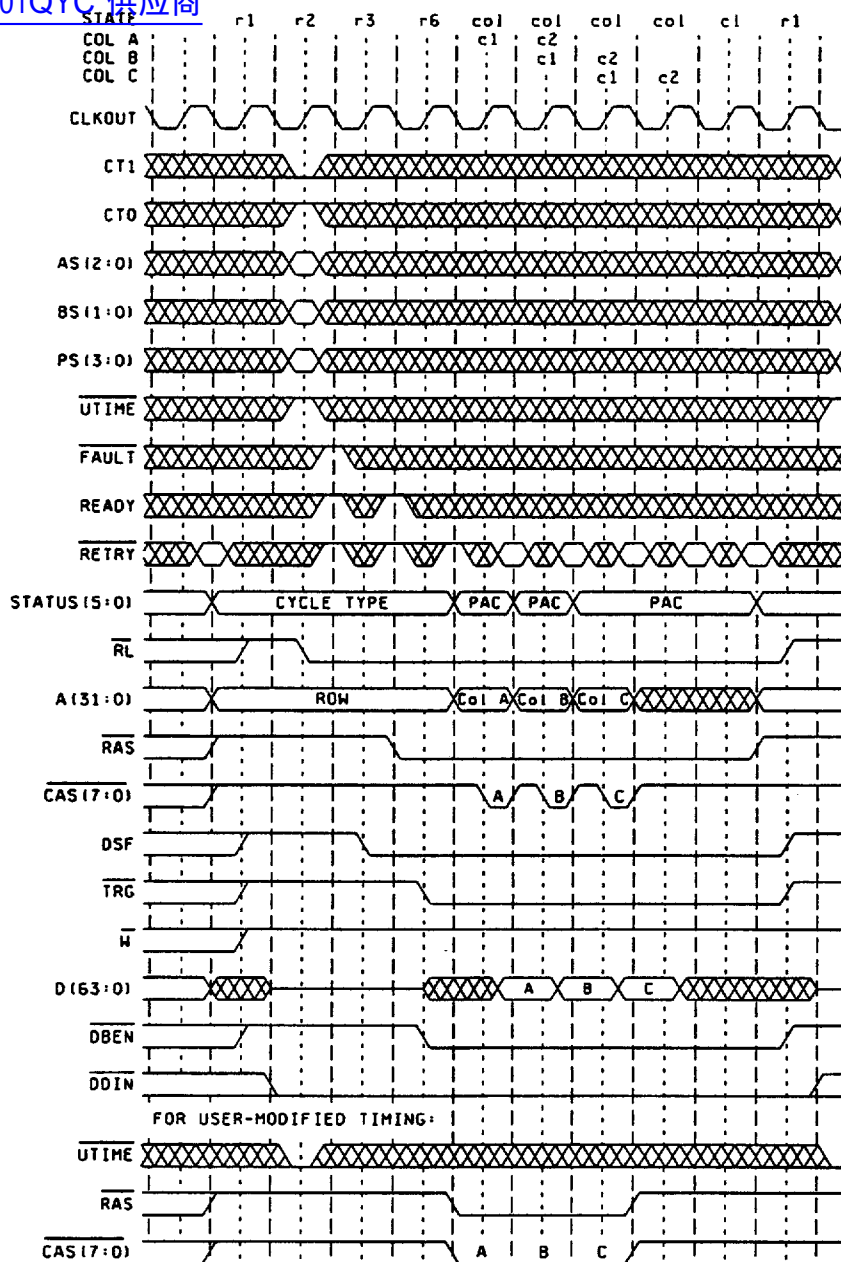 01QYC 供应商
STATE r1 r2 r3 r6 col col col col cl r1
COL A c1 c2
COL B c1 c2
COL C c1 c2
CLKOUT
CT1
CT0
AS(2:0)
BS(1:0)
PS(3:0)
UTIME
FAULT
READY
RETRY
STATUS(5:0) CYCLE TYPE PAC PAC PAC
RL
A(31:0) ROW Col A Col B Col C
RAS
CAS(7:0) A B C
DSF
TRG
W
D(63:0) A B C
DBEN
DDIN
FOR USER-MODIFIED TIMING:
UTIME
RAS
CAS(7:0) A B C